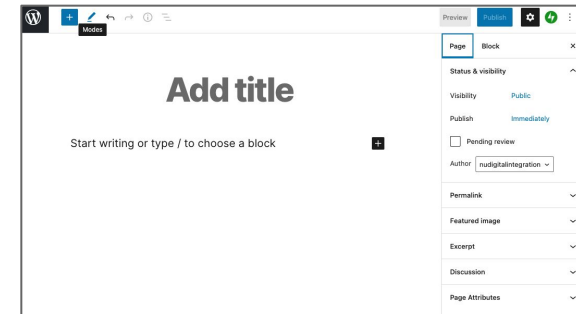 Preview Publish
Modes
Page Block
Status & visibility
Add title
Visibility Public
Publish Immediately
Start writing or type / to choose a block
Pending review
Author nudigitalintegration
Permalink
Featured image
Excerpt
Discussion
Page Attributes